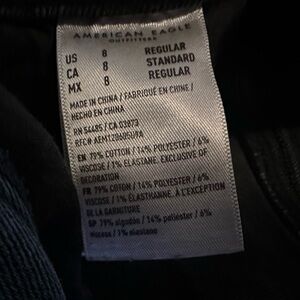 AMERICAN EAGLE
OUTFITTERS
US 8 REGULAR
CA 8 STANDARD
MX 8 REGULAR
MADE IN CHINA / FABRIQUÉ EN CHINE /
HECHO EN CHINA
RN 54485 / CA 03873
EN 79% COTTON / 14% POLYESTER / 6%
VISCOSE / 1% ELASTANE. EXCLUSIVE OF
DECORATION
FR 79% COTON / 14% POLYESTER / 6%
VISCOSE / 1% ÉLASTHANNE. À L'EXCEPTION
DE LA GARNITURE
SP 79% algodón / 14% poliéster / 6%
viscosa / 1% elastano